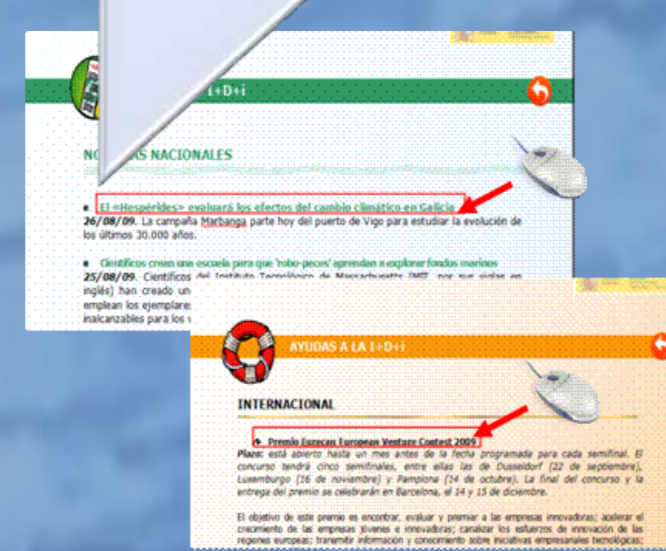 I+D+i
NACIONALES
El «Hespérides» evaluará los efectos del cambio climático en Galicia
26/08/09. La campaña Marbanga parte hoy del puerto de Vigo para estudiar la evolución de
los últimos 30.000 años.
Científicos crean una escuela para que 'robo-peces' aprendan a explorar fondos marinos
25/08/09. Científicos del Instituto Tecnológico de Massachusetts (MIT, por sus siglas en
inglés) han creado un
emplean los
inalcanzables para los
AYUDAS A LA I+D+i
INTERNACIONAL
Premio Eurecan European Venture Contest 2009
Plazo: está abierto hasta un mes antes de la fecha programada para cada semifinal. El
concurso tendrá cinco semifinales, entre ellas las de Dusseldorf (22 de septiembre),
Luxemburgo (16 de noviembre) y Pamplona (14 de octubre). La final del concurso y la
entrega del premio se celebrarán en Barcelona, el 14 y 15 de diciembre.
El objetivo de este premio es encontrar, evaluar y premiar a las empresas innovadoras; acelerar el
crecimiento de las empresas jóvenes e innovadoras; canalizar los esfuerzos de innovación de las
regiones europeas; transmitir información y conocimiento sobre iniciativas empresariales tecnológicas;